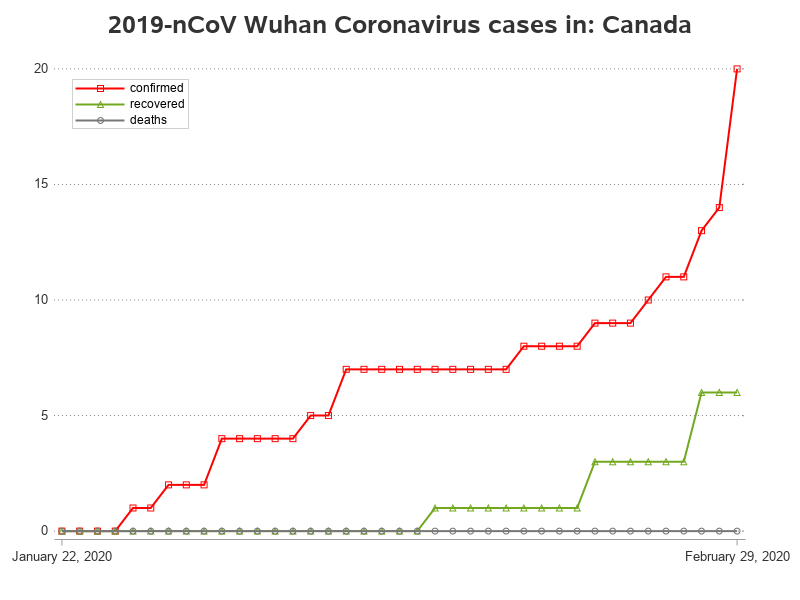 2019-nCoV Wuhan Coronavirus cases in: Canada
20
confirmed
recovered
deaths
15
10
5
0
January 22, 2020
February 29, 2020